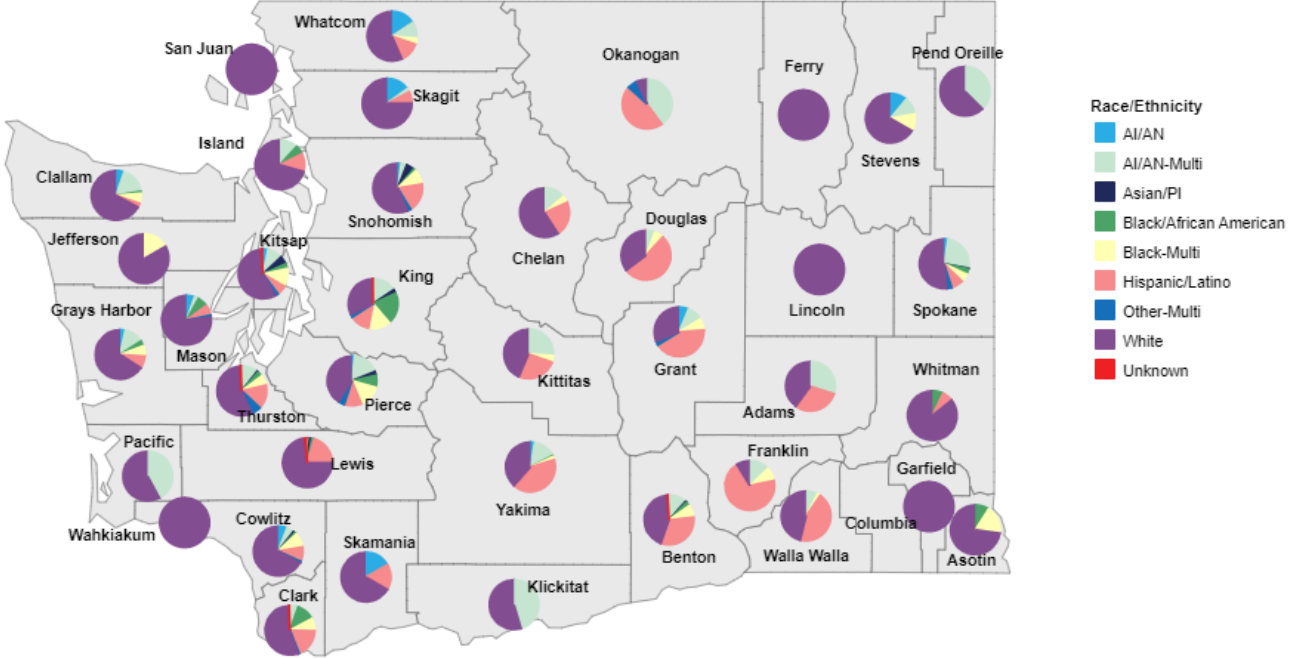 Whatcom
San Juan
Okanogan
Pend Oreille
Ferry
Skagit
Stevens
Island
Clallam
Snohomish
Douglas
Jefferson
Kitsap
Chelan
King
Lincoln
Spokane
Grays Harbor
Mason
Kittitas
Grant
Whitman
Thurston
Pierce
Adams
Pacific
Lewis
Franklin
Garfield
Yakima
Wahkiakum
Cowlitz
Columbia
Skamania
Benton
Walla Walla
Asotin
Klickitat
Clark
Race/Ethnicity
AI/AN
AI/AN-Multi
Asian/PI
Black/African American
Black-Multi
Hispanic/Latino
Other-Multi
White
Unknown